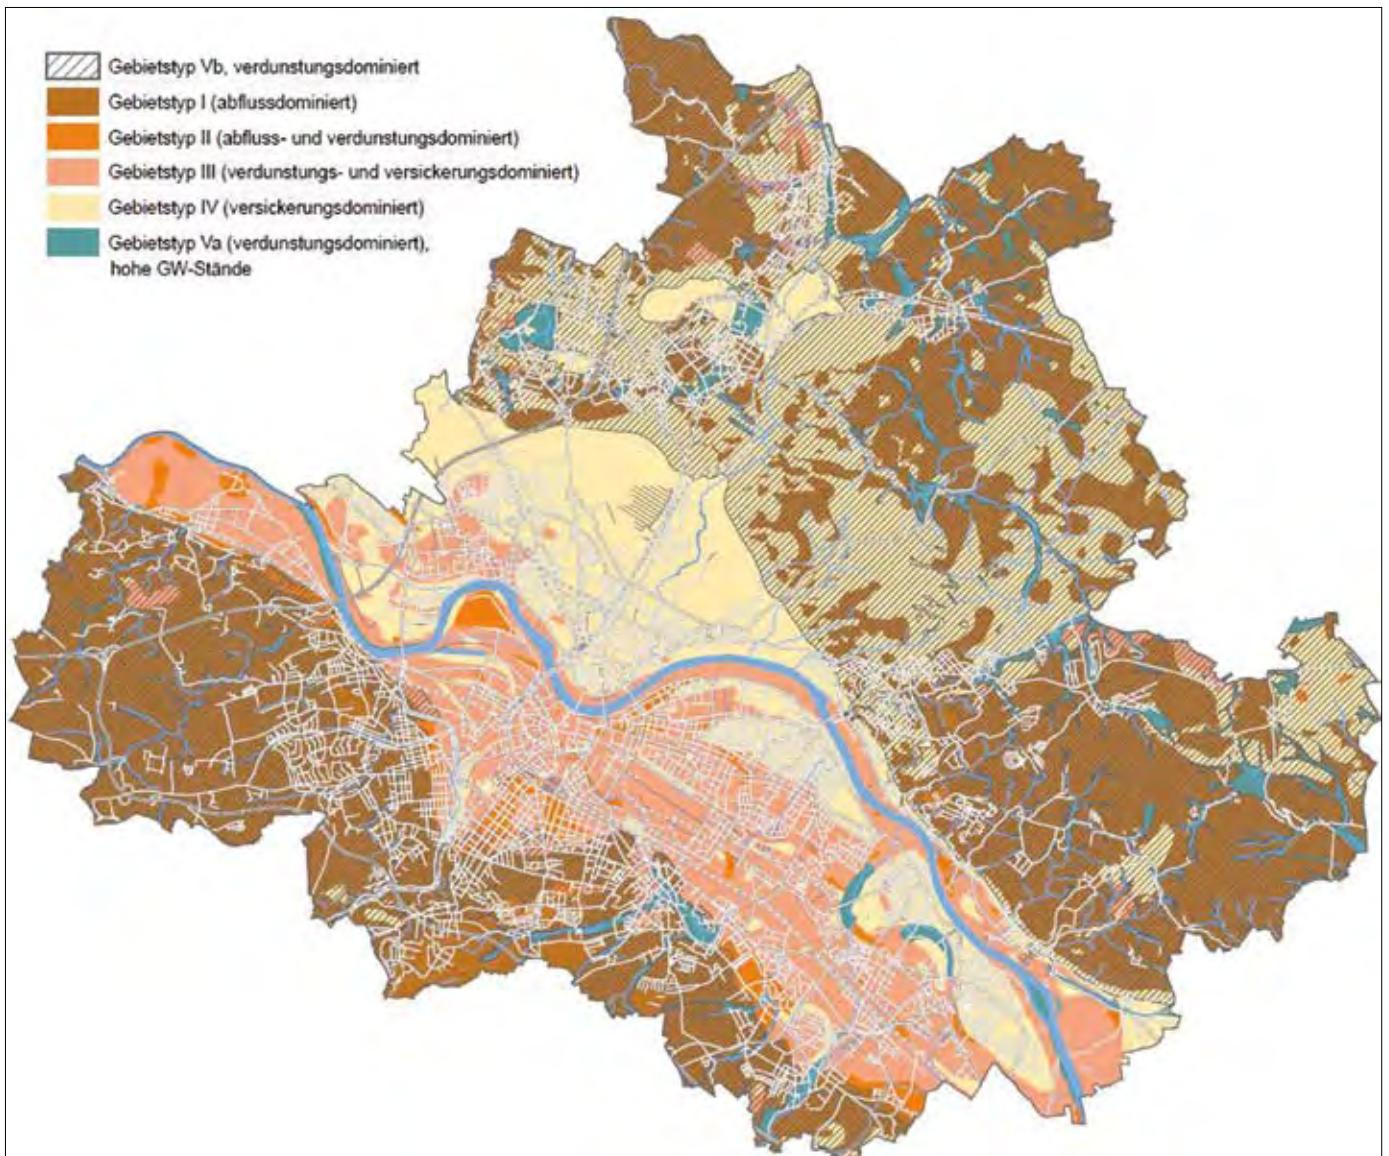 Gebietstyp Vb, verdunstungsdominiert
Gebietstyp I (abflussdominiert)
Gebietstyp II (abfluss- und verdunstungsdominiert)
Gebietstyp III (verdunstungs- und versickerungsdominiert)
Gebietstyp IV (versickerungsdominiert)
Gebietstyp Va (verdunstungsdominiert),
hohe GW-Stände